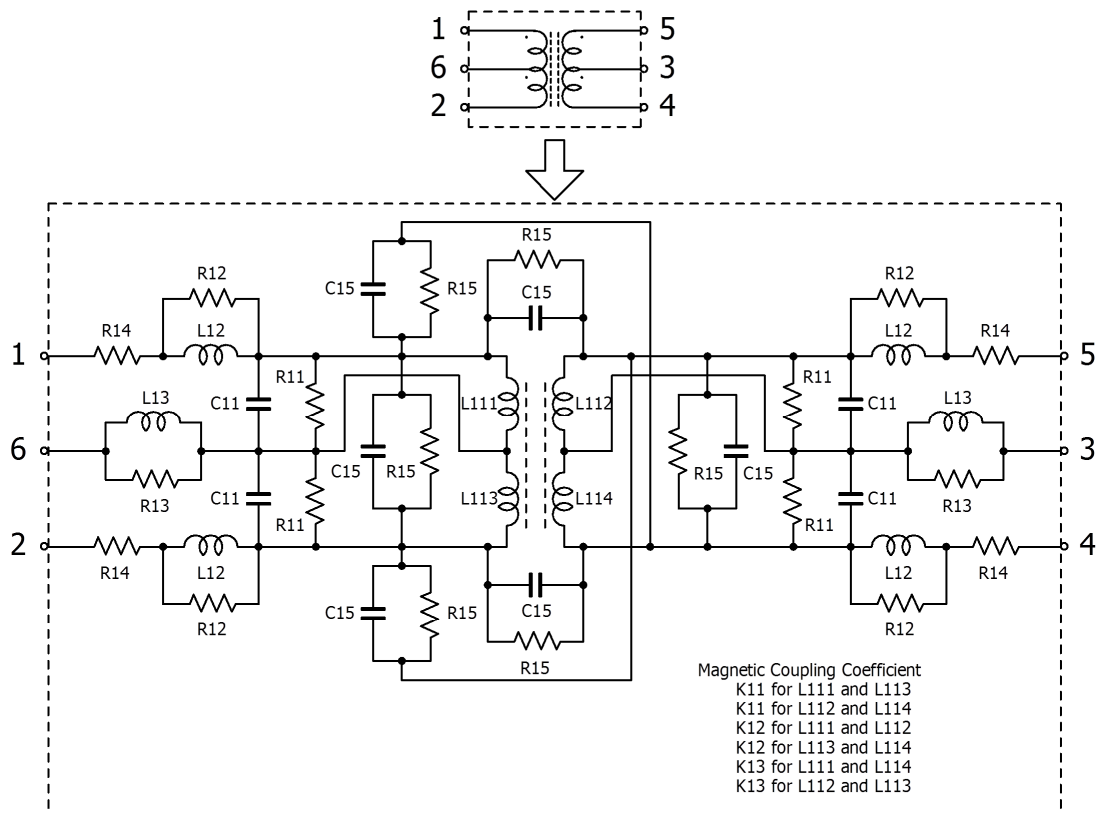 1 5
6 3
2 4
R15
R12 C15 R15 C15 R12
R14 L12 L12 R14
1 5
R11 R11
L13 C11 L111 L112 C11 L13
6 3
C15 R15 R15 C15
R13 C11 R11 L113 L114 R11 C11 R13
2 4
R14 L12 L12 R14
R12 C15 R15 C15 R12
R15
Magnetic Coupling Coefficient
K11 for L111 and L113
K11 for L112 and L114
K12 for L111 and L112
K12 for L113 and L114
K13 for L111 and L114
K13 for L112 and L113